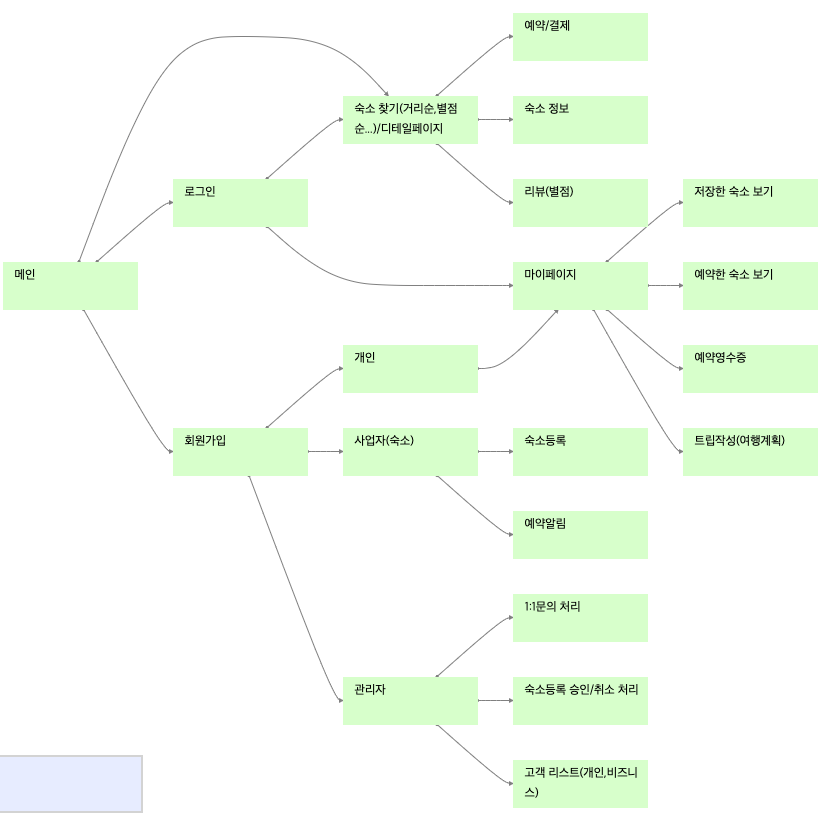 예약/결제
숙소 찾기(거리순,별점
순...)/디테일페이지
숙소 정보
로그인
리뷰(별점)
저장한 숙소 보기
메인
마이페이지
예약한 숙소 보기
개인
예약영수증
회원가입
사업자(숙소)
숙소등록
트립작성(여행계획)
예약알림
1:1문의 처리
관리자
숙소등록 승인/취소 처리
고객 리스트(개인,비즈니
스)